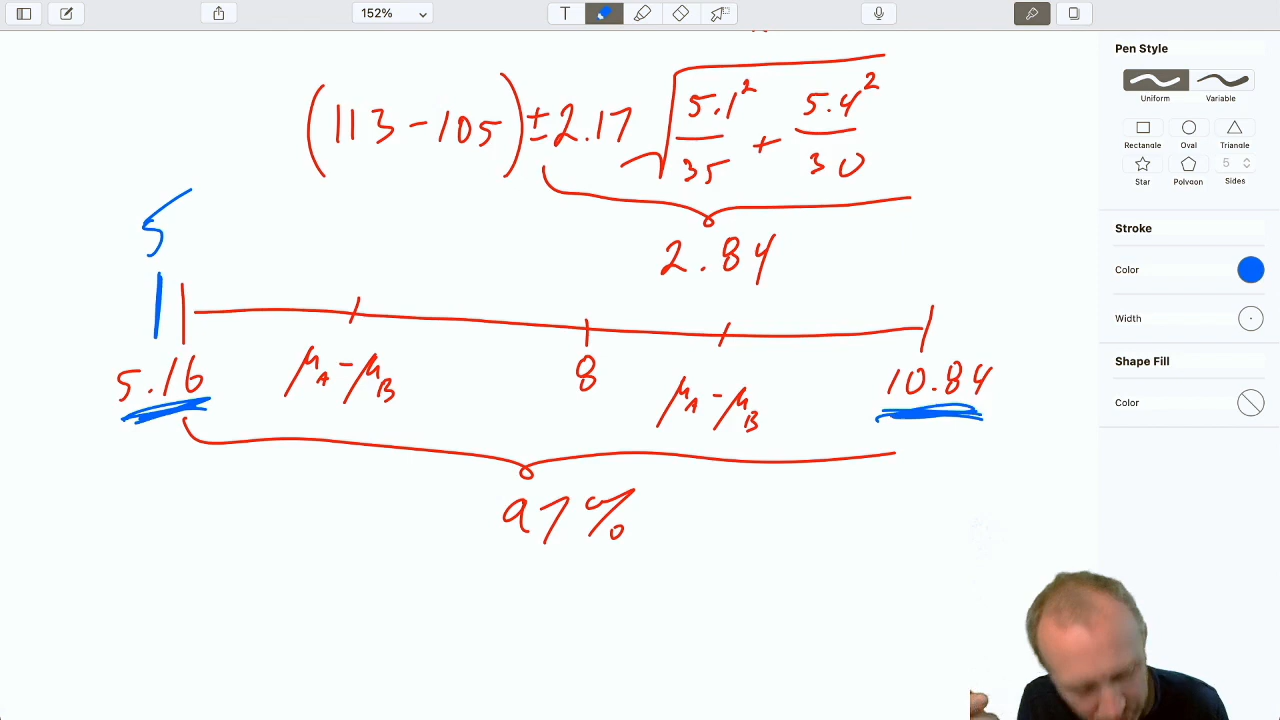 152%
T
Pen Style
Uniform Variable
Rectangle Oval Triangle
5
Star Polygon Sides
Stroke
Color
Width
Shape Fill
Color
(113-105) ± 2.17 √(5.1²/35 + 5.4²/30)
2.84
5
5.16 μA-μB 8 μA-μB 10.84
97%